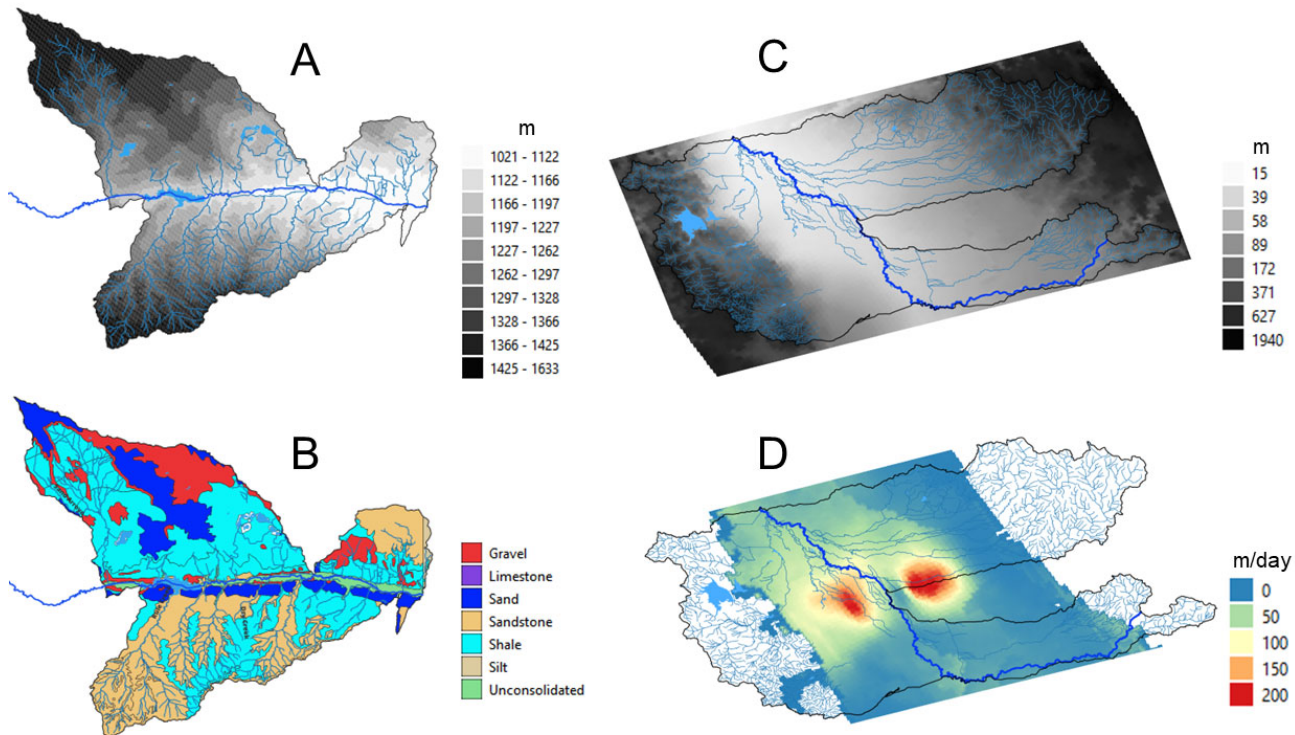 A
m
1021 - 1122
1122 - 1166
1166 - 1197
1197 - 1227
1227 - 1262
1262 - 1297
1297 - 1328
1328 - 1366
1366 - 1425
1425 - 1633
C
m
15
39
58
89
172
371
627
1940
B
Gravel
Limestone
Sand
Sandstone
Shale
Silt
Unconsolidated
D
m/day
0
50
100
150
200